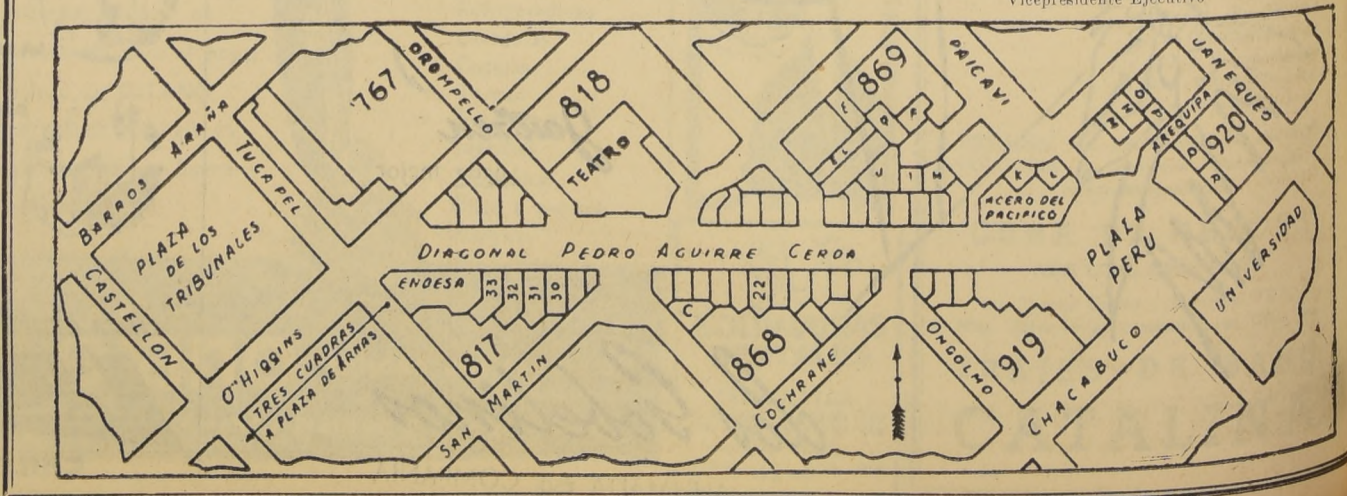 Vicepresidente Ejecutivo
BARROS ARAÑA
TUCAPEL
767
OROMPELLO
818
TEATRO
869
E
Q
F
EL
J
I
M
PAICAVI
JANEQUEO
AREQUIPA
O
P
N
920
Q
R
K
L
ACERO DEL
PACIFICO
PLAZA
DE LOS
TRIBUNALES
CASTELLON
DIAGONAL PEDRO AGUIRRE CERDA
PLAZA
PERU
UNIVERSIDAD
ENDESA
33
32
31
30
22
C
O"HIGGINS
TRES CUADRAS
A PLAZA DE ARMAS
817
SAN MARTIN
868
COCHRANE
ONGOLMO
919
CHACABUCO